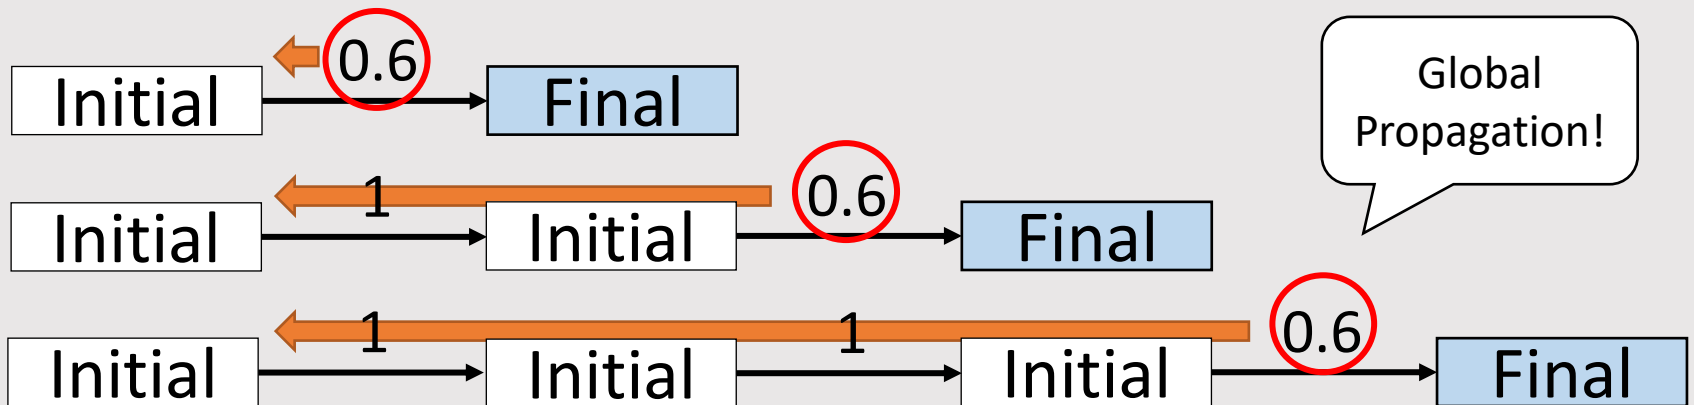 0.6
Initial Final
Global
Propagation!
1 0.6
Initial Initial Final
1 1 0.6
Initial Initial Initial Final